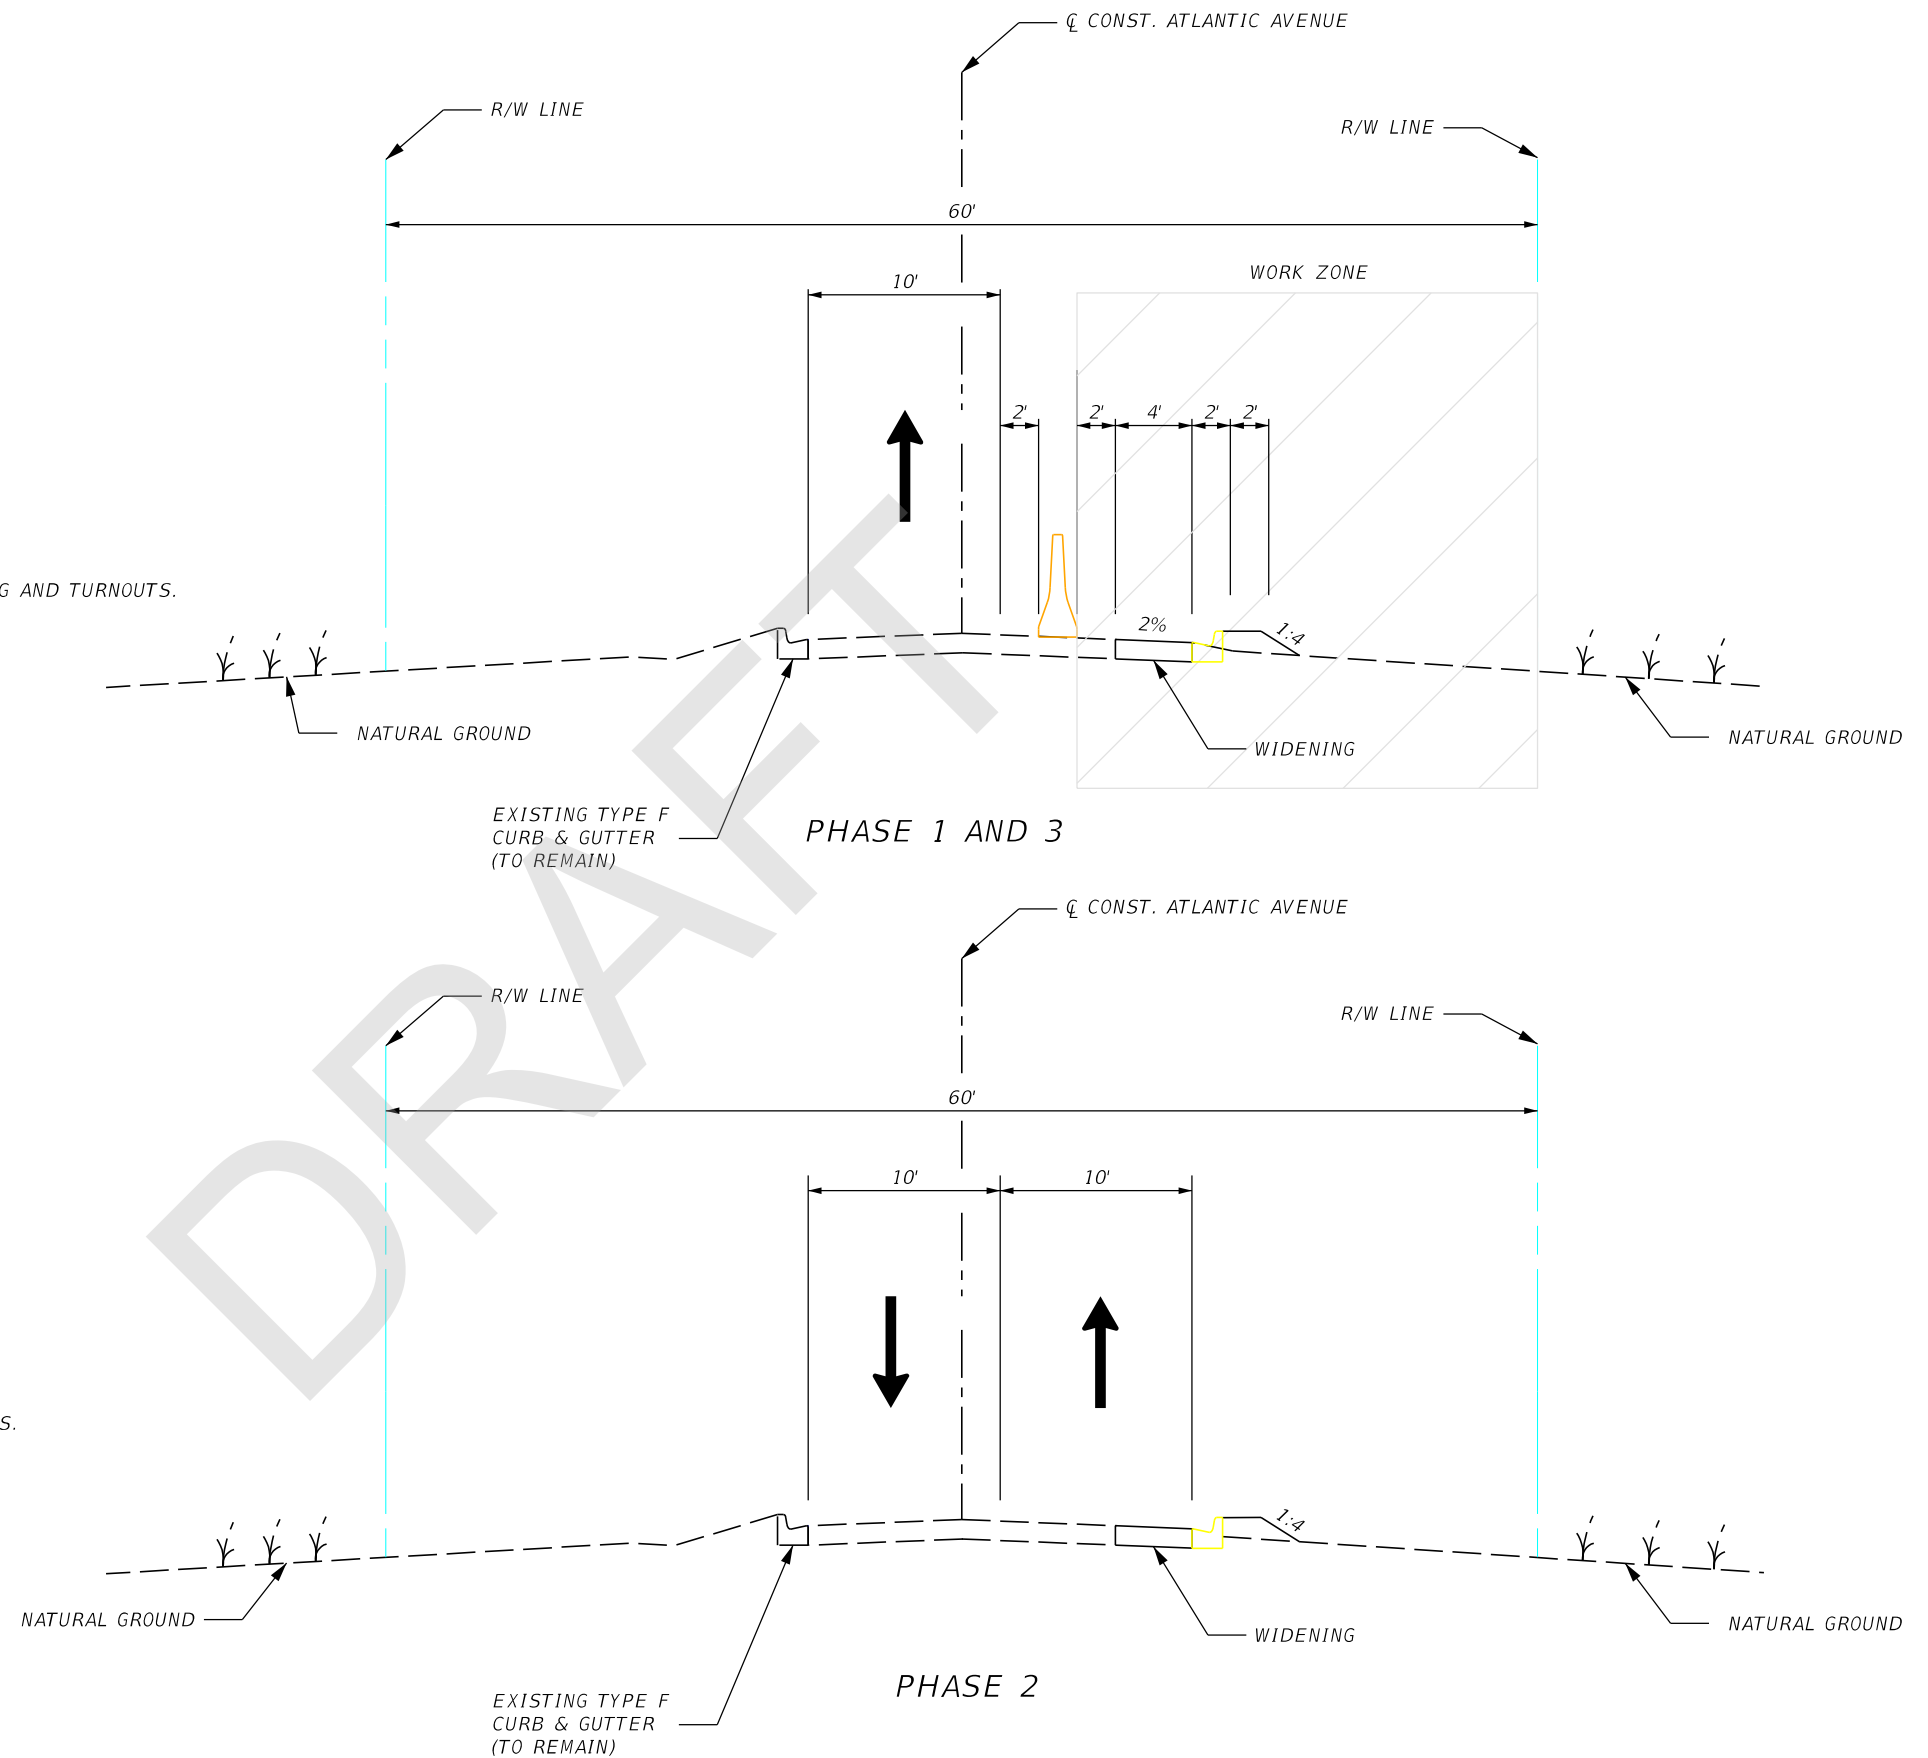 ℄ CONST. ATLANTIC AVENUE
R/W LINE
R/W LINE
60'
WORK ZONE
10'
2'
2'
4'
2'
2'
G AND TURNOUTS.
2%
1:4
NATURAL GROUND
NATURAL GROUND
WIDENING
EXISTING TYPE F
CURB & GUTTER
(TO REMAIN)
PHASE 1 AND 3
DRAFT
℄ CONST. ATLANTIC AVENUE
R/W LINE
R/W LINE
60'
10'
10'
S.
1:4
NATURAL GROUND
NATURAL GROUND
WIDENING
PHASE 2
EXISTING TYPE F
CURB & GUTTER
(TO REMAIN)